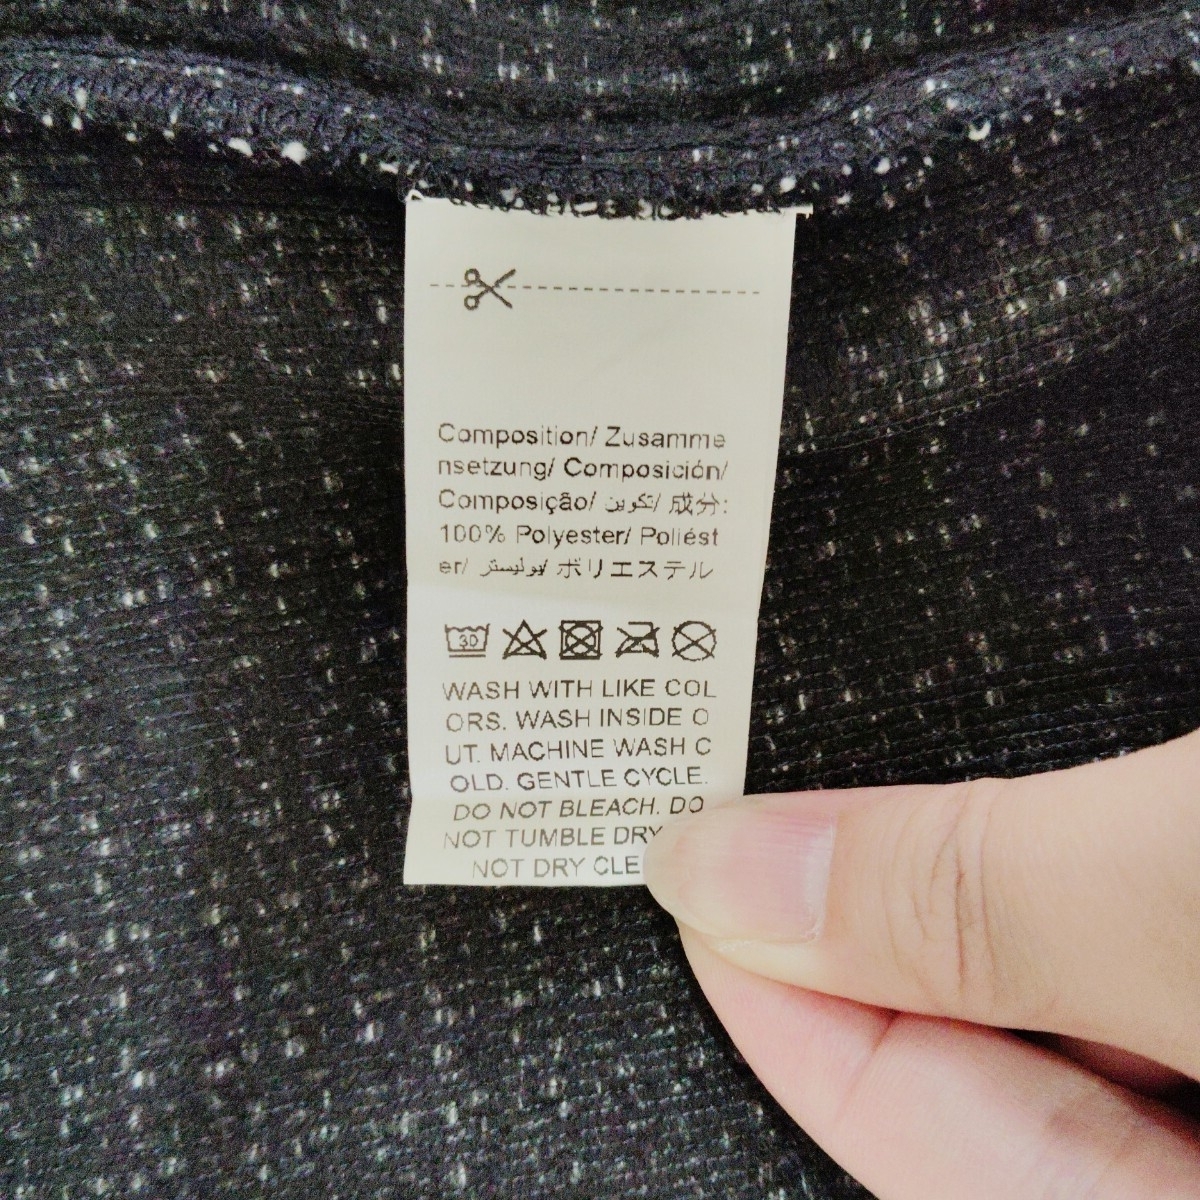 Composition/ Zusamme
nsetzung/ Composición/
Composição/ تكوين/ 成分:
100% Polyester/ Poliést
er/ بوليستر/ ポリエステル
30
WASH WITH LIKE COL
ORS. WASH INSIDE O
UT. MACHINE WASH C
OLD. GENTLE CYCLE.
DO NOT BLEACH. DO
NOT TUMBLE DRY
NOT DRY CLE